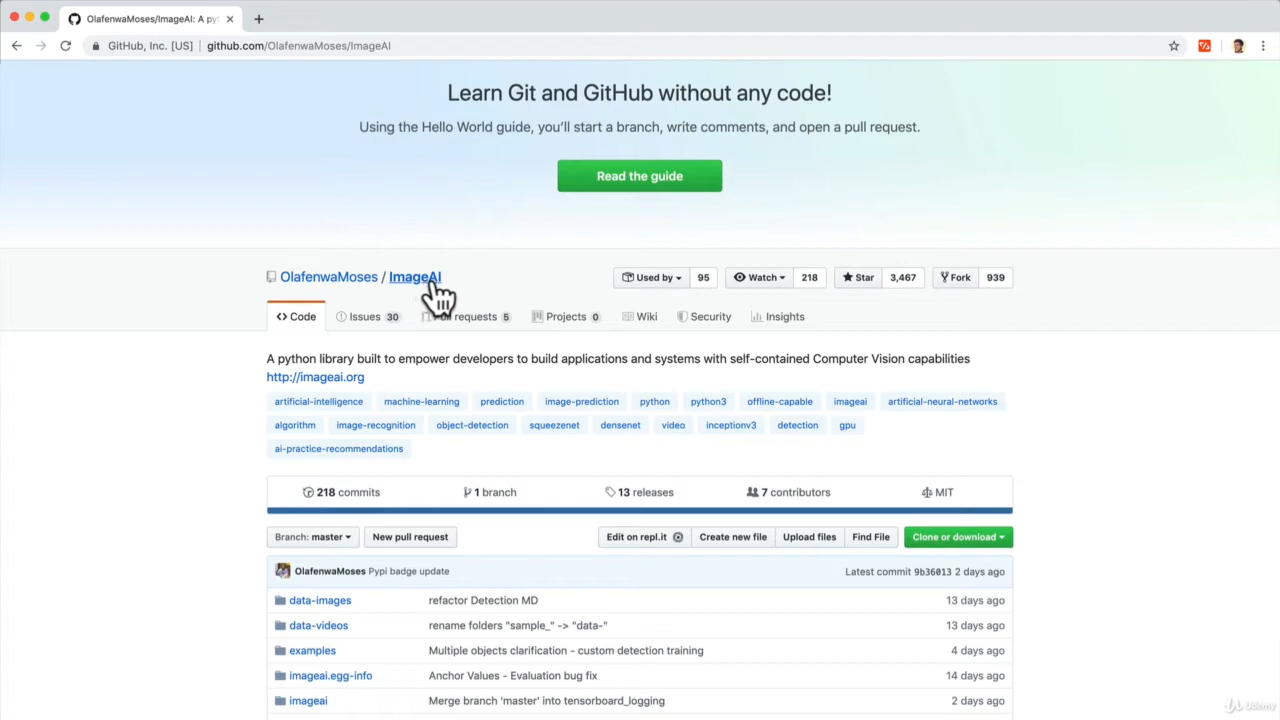 OlafenwaMoses/ImageAI: A pyt
GitHub, Inc. [US] github.com/OlafenwaMoses/ImageAI
Learn Git and GitHub without any code!
Using the Hello World guide, you'll start a branch, write comments, and open a pull request.
Read the guide
OlafenwaMoses / ImageAI Used by 95 Watch 218 Star 3,467 Fork 939
Code Issues 30 requests 5 Projects 0 Wiki Security Insights
A python library built to empower developers to build applications and systems with self-contained Computer Vision capabilities
http://imageai.org
artificial-intelligence machine-learning prediction image-prediction python python3 offline-capable imageai artificial-neural-networks
algorithm image-recognition object-detection squeezenet densenet video inceptionv3 detection gpu
ai-practice-recommendations
218 commits 1 branch 13 releases 7 contributors MIT
Branch: master New pull request Edit on repl.it Create new file Upload files Find File Clone or download
OlafenwaMoses Pypi badge update Latest commit 9b36013 2 days ago
data-images refactor Detection MD 13 days ago
data-videos rename folders "sample_" -> "data-" 13 days ago
examples Multiple objects clarification - custom detection training 4 days ago
imageai.egg-info Anchor Values - Evaluation bug fix 14 days ago
imageai Merge branch 'master' into tensorboard_logging 2 days ago
Udemy